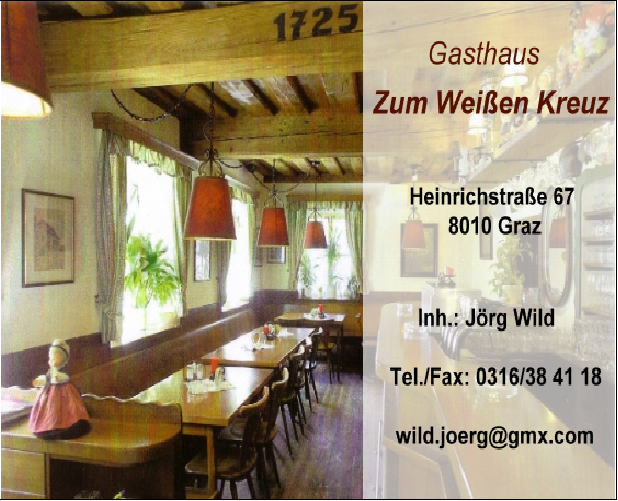 1725
Gasthaus
Zum Weißen Kreuz
Heinrichstraße 67
8010 Graz
Inh.: Jörg Wild
Tel./Fax: 0316/38 41 18
wild.joerg@gmx.com